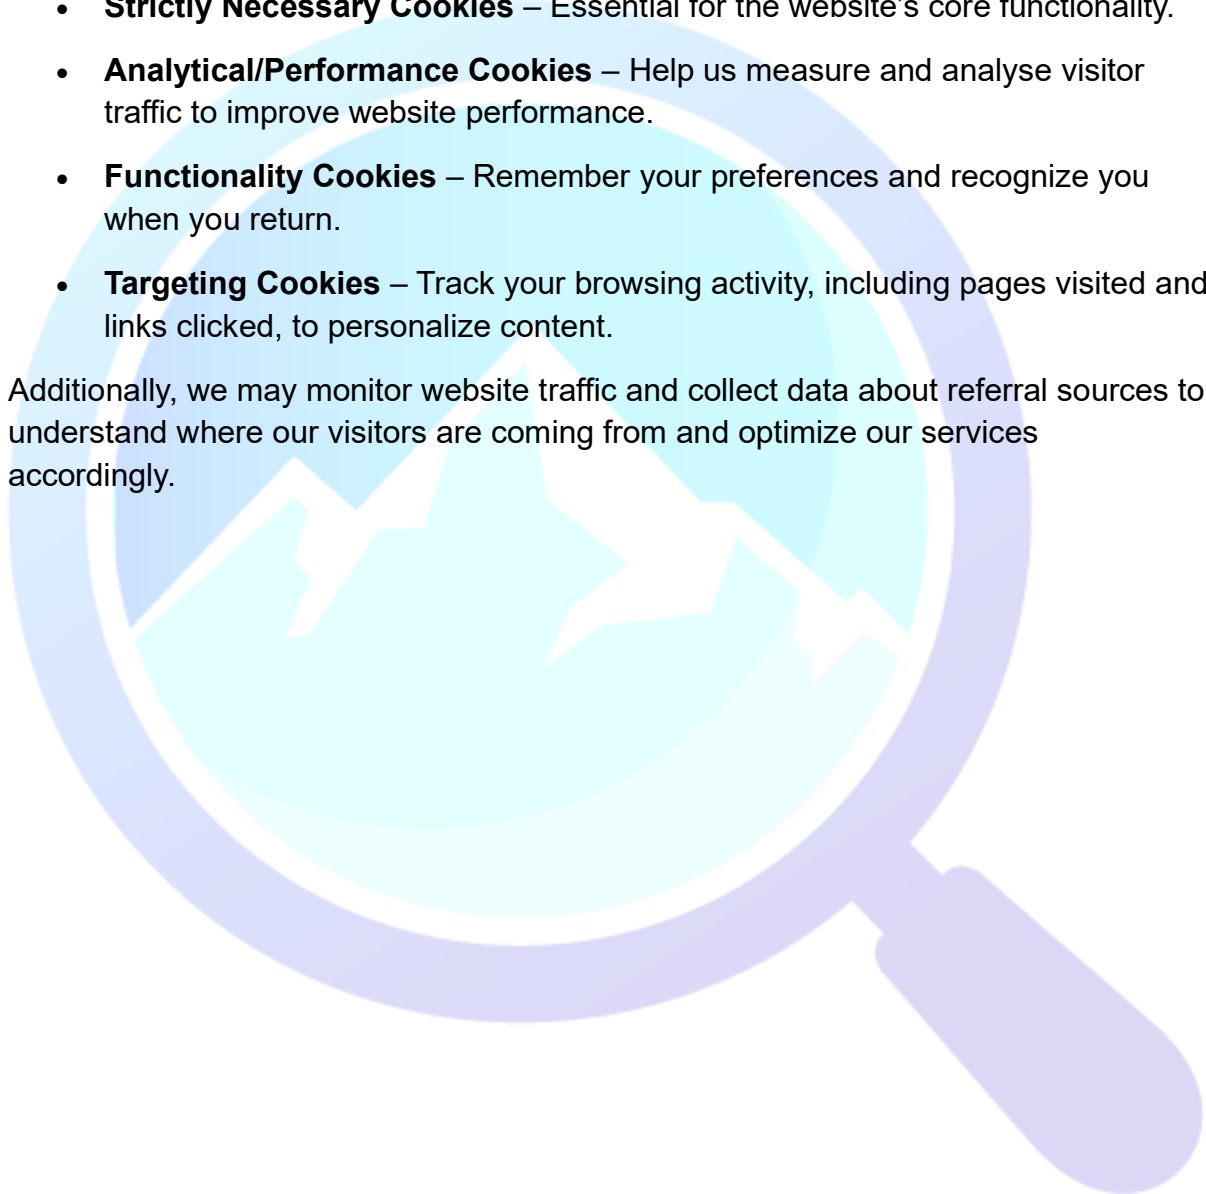 • Strictly Necessary Cookies – Essential for the website's core functionality.
• Analytical/Performance Cookies – Help us measure and analyse visitor
traffic to improve website performance.
• Functionality Cookies – Remember your preferences and recognize you
when you return.
• Targeting Cookies – Track your browsing activity, including pages visited and
links clicked, to personalize content.
Additionally, we may monitor website traffic and collect data about referral sources to
understand where our visitors are coming from and optimize our services
accordingly.